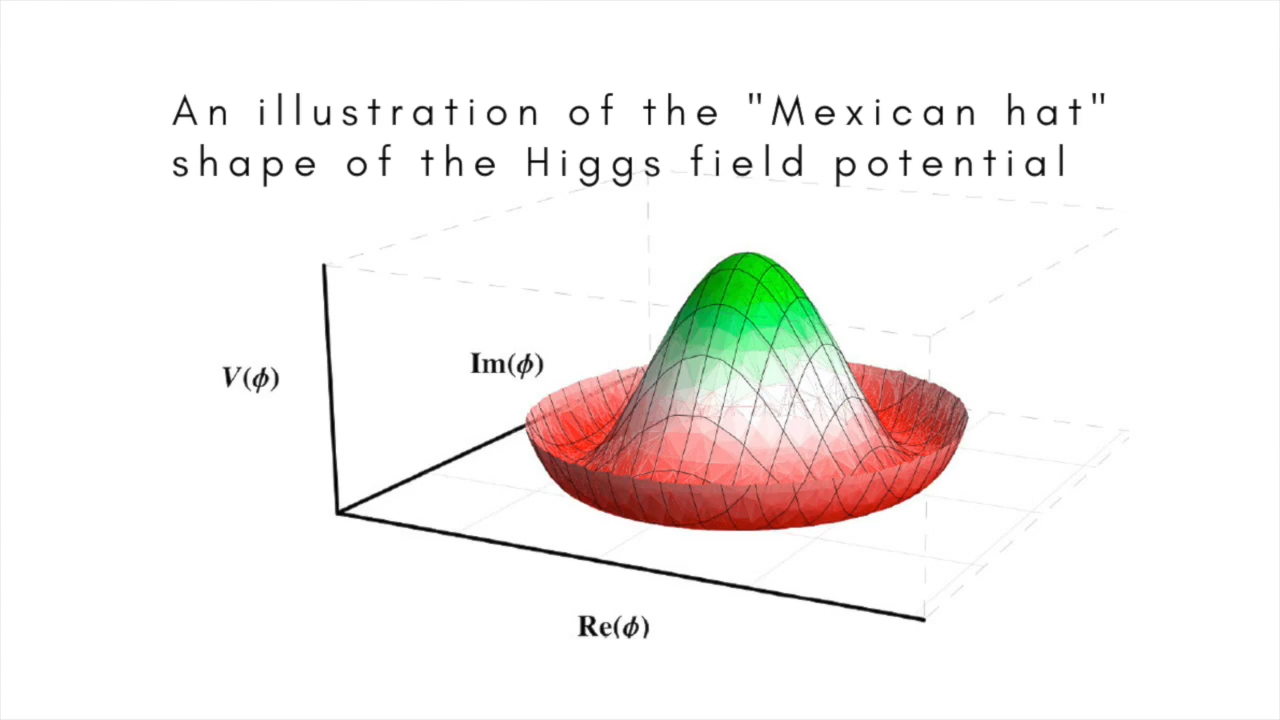 An illustration of the "Mexican hat"
shape of the Higgs field potential
V(ϕ)
Im(ϕ)
Re(ϕ)